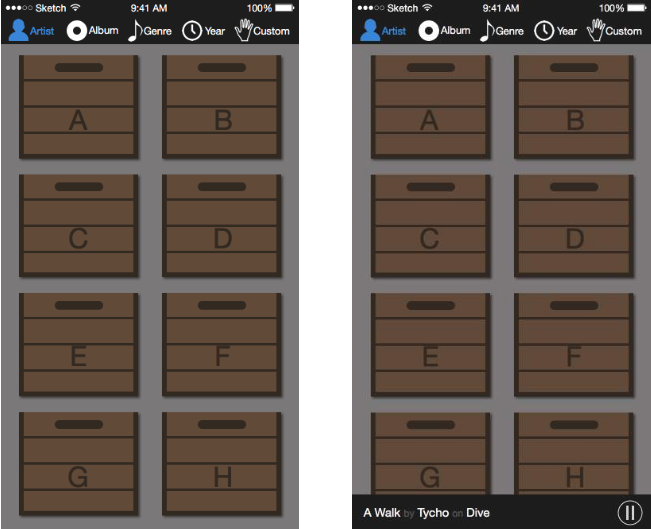 Sketch 9:41 AM 100%
Artist Album Genre Year Custom
A B
C D
E F
G H
Sketch 9:41 AM 100%
Artist Album Genre Year Custom
A B
C D
E F
G H
A Walk by Tycho on Dive